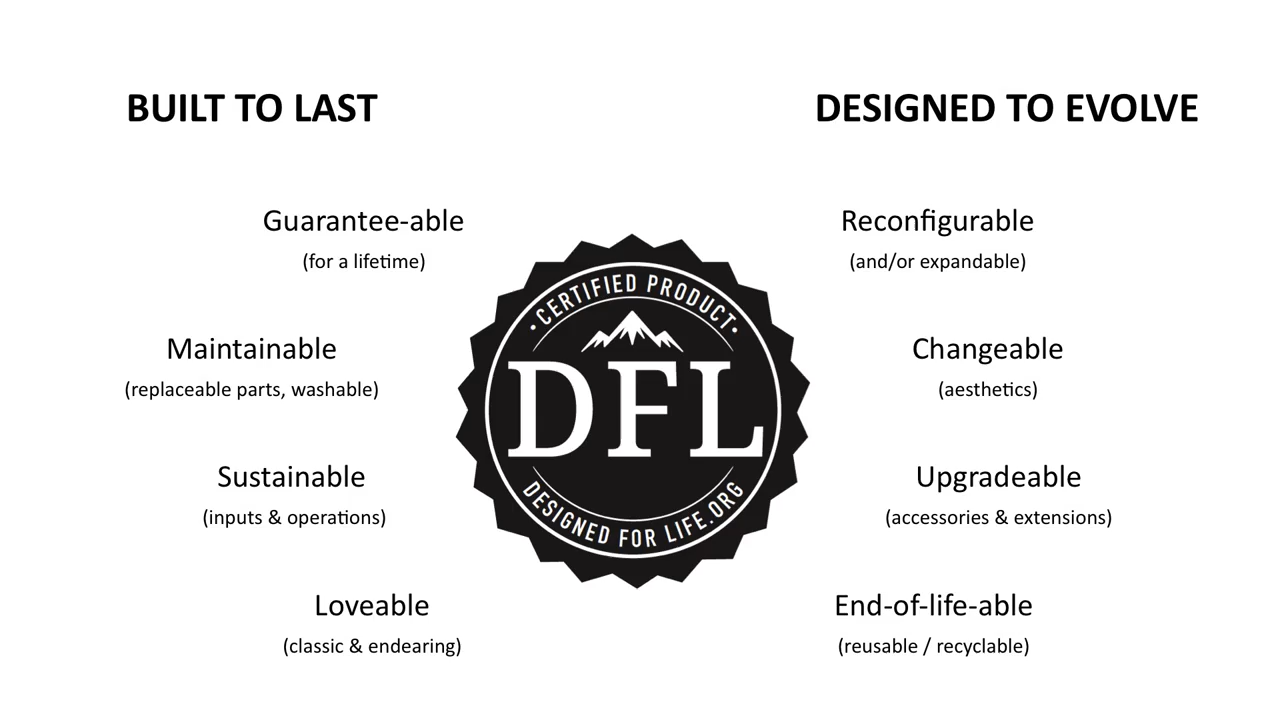 BUILT TO LAST
DESIGNED TO EVOLVE
Guarantee-able
(for a lifetime)
Maintainable
(replaceable parts, washable)
Sustainable
(inputs & operations)
Loveable
(classic & endearing)
• CERTIFIED PRODUCT •
DFL
DESIGNED FOR LIFE.ORG
Reconfigurable
(and/or expandable)
Changeable
(aesthetics)
Upgradeable
(accessories & extensions)
End-of-life-able
(reusable / recyclable)